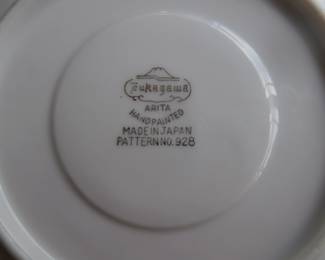 Fukagawa
ARITA
HANDPAINTED
MADE IN JAPAN
PATTERN NO. 928